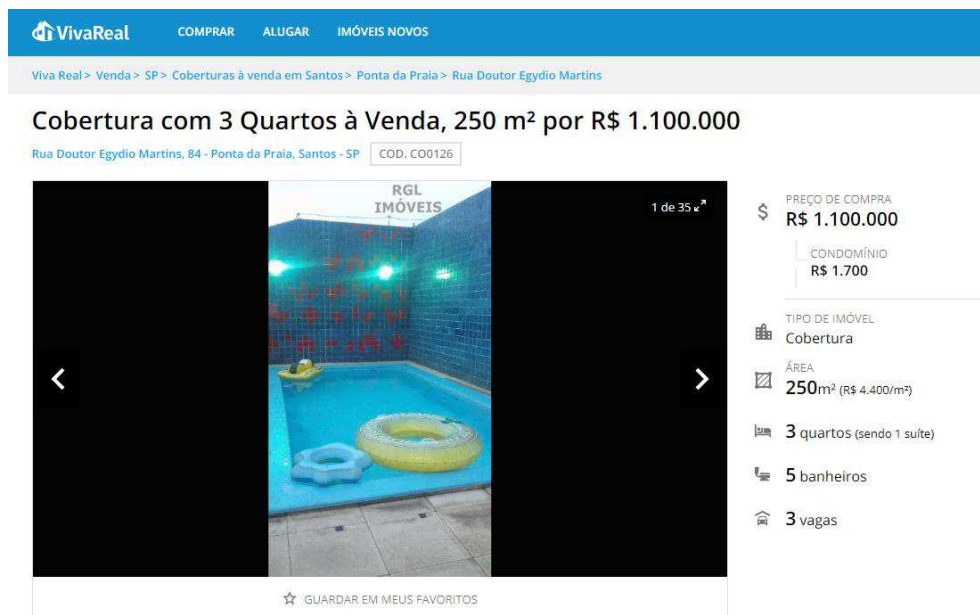 VivaReal COMPRAR ALUGAR IMÓVEIS NOVOS
Viva Real > Venda > SP > Coberturas à venda em Santos > Ponta da Praia > Rua Doutor Egydio Martins
Cobertura com 3 Quartos à Venda, 250 m² por R$ 1.100.000
Rua Doutor Egydio Martins, 84 - Ponta da Praia, Santos - SP COD. CO0126
RGL
IMÓVEIS
1 de 35
PREÇO DE COMPRA
$ R$ 1.100.000
CONDOMÍNIO
R$ 1.700
TIPO DE IMÓVEL
Cobertura
ÁREA
250m² (R$ 4.400/m²)
3 quartos (sendo 1 suíte)
5 banheiros
3 vagas
GUARDAR EM MEUS FAVORITOS